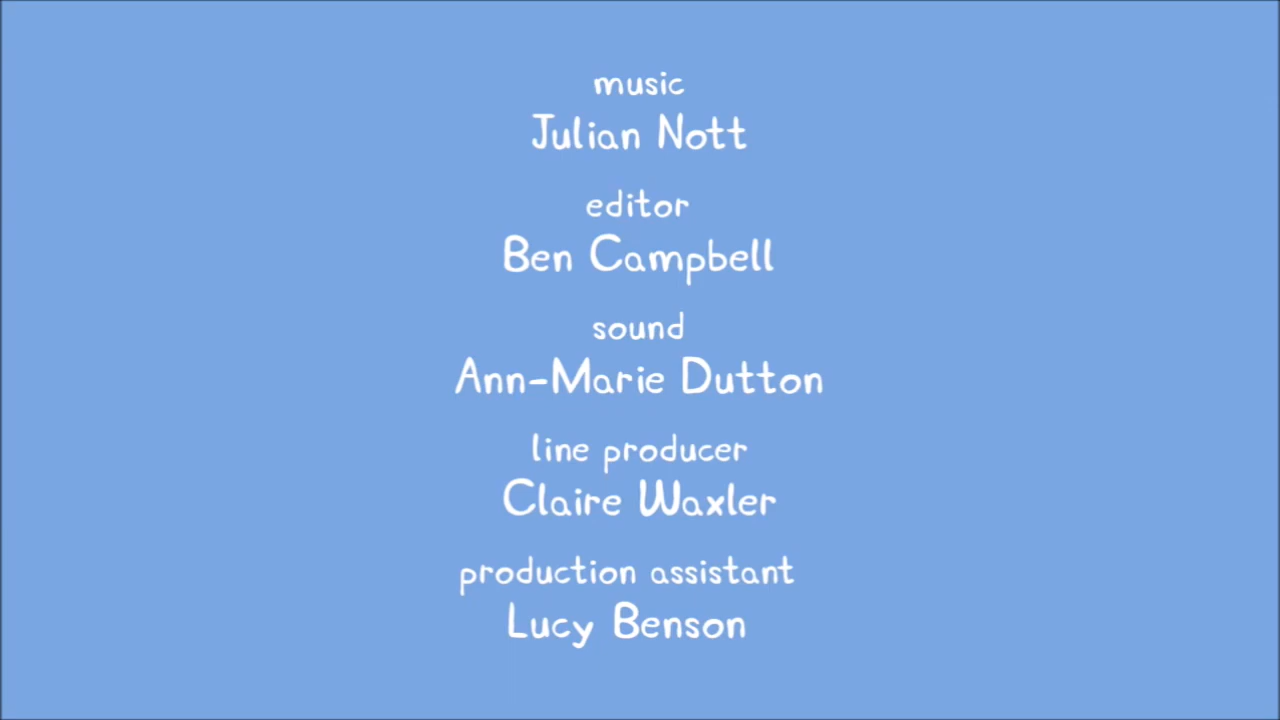 music
Julian Nott
editor
Ben Campbell
sound
Ann-Marie Dutton
line producer
Claire Waxler
production assistant
Lucy Benson